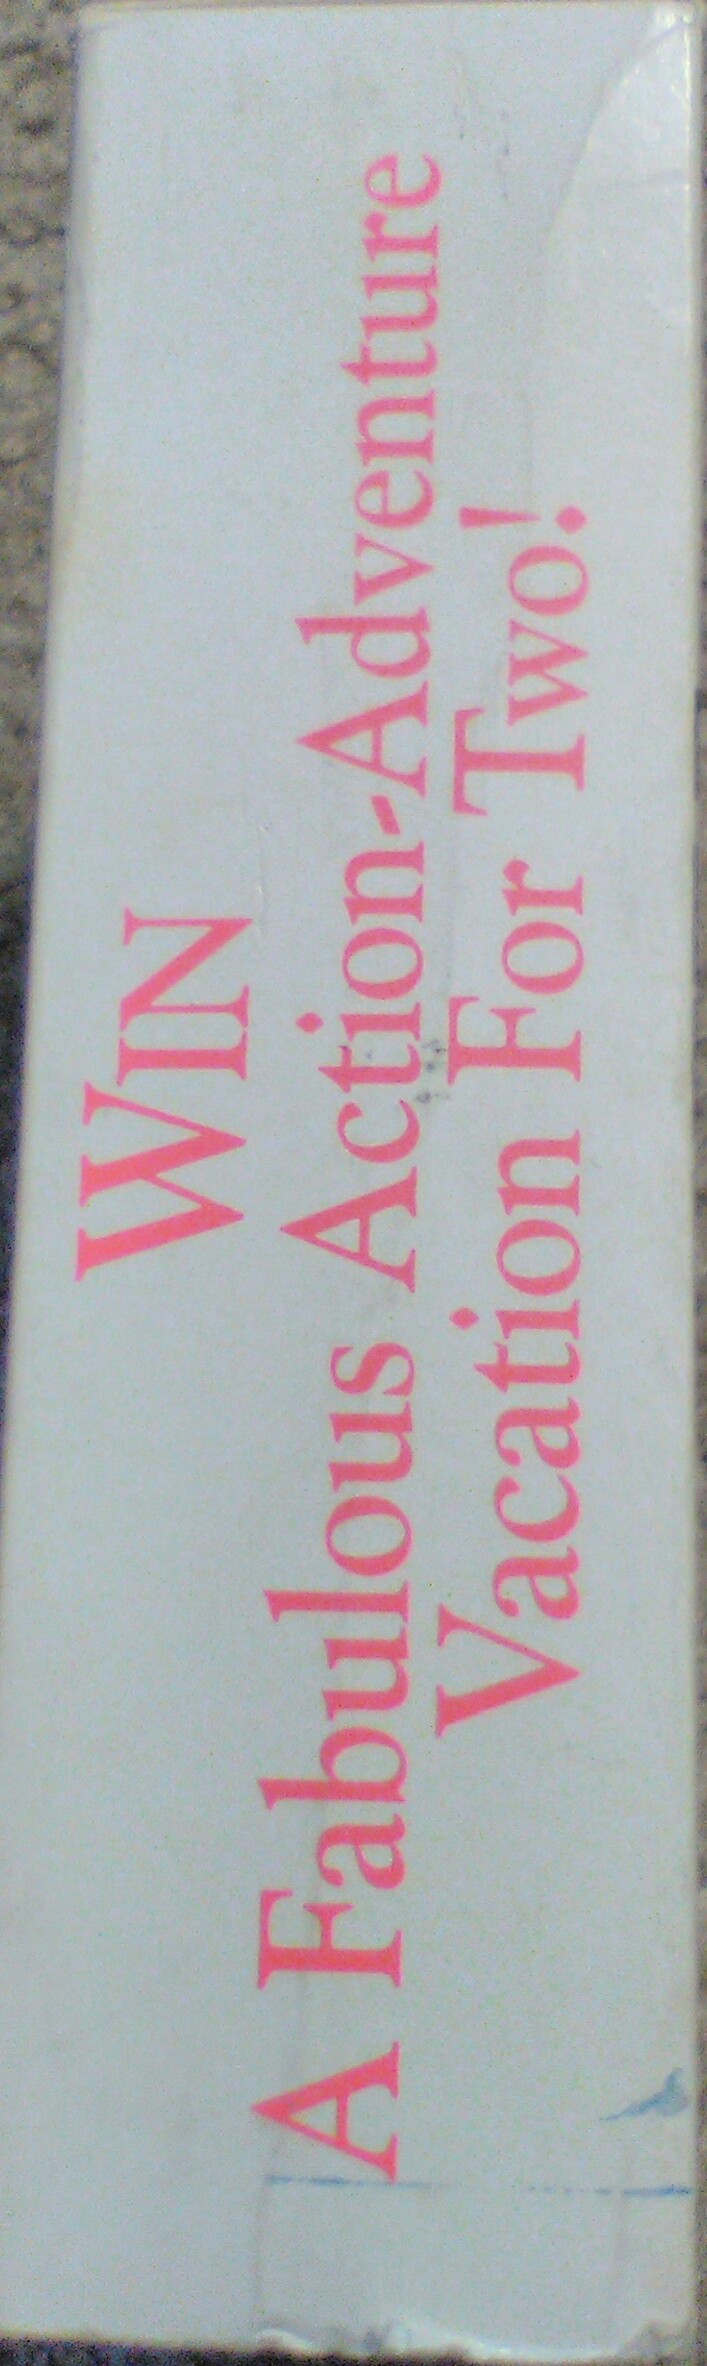 WIN
A Fabulous Action-Adventure
Vacation For Two!